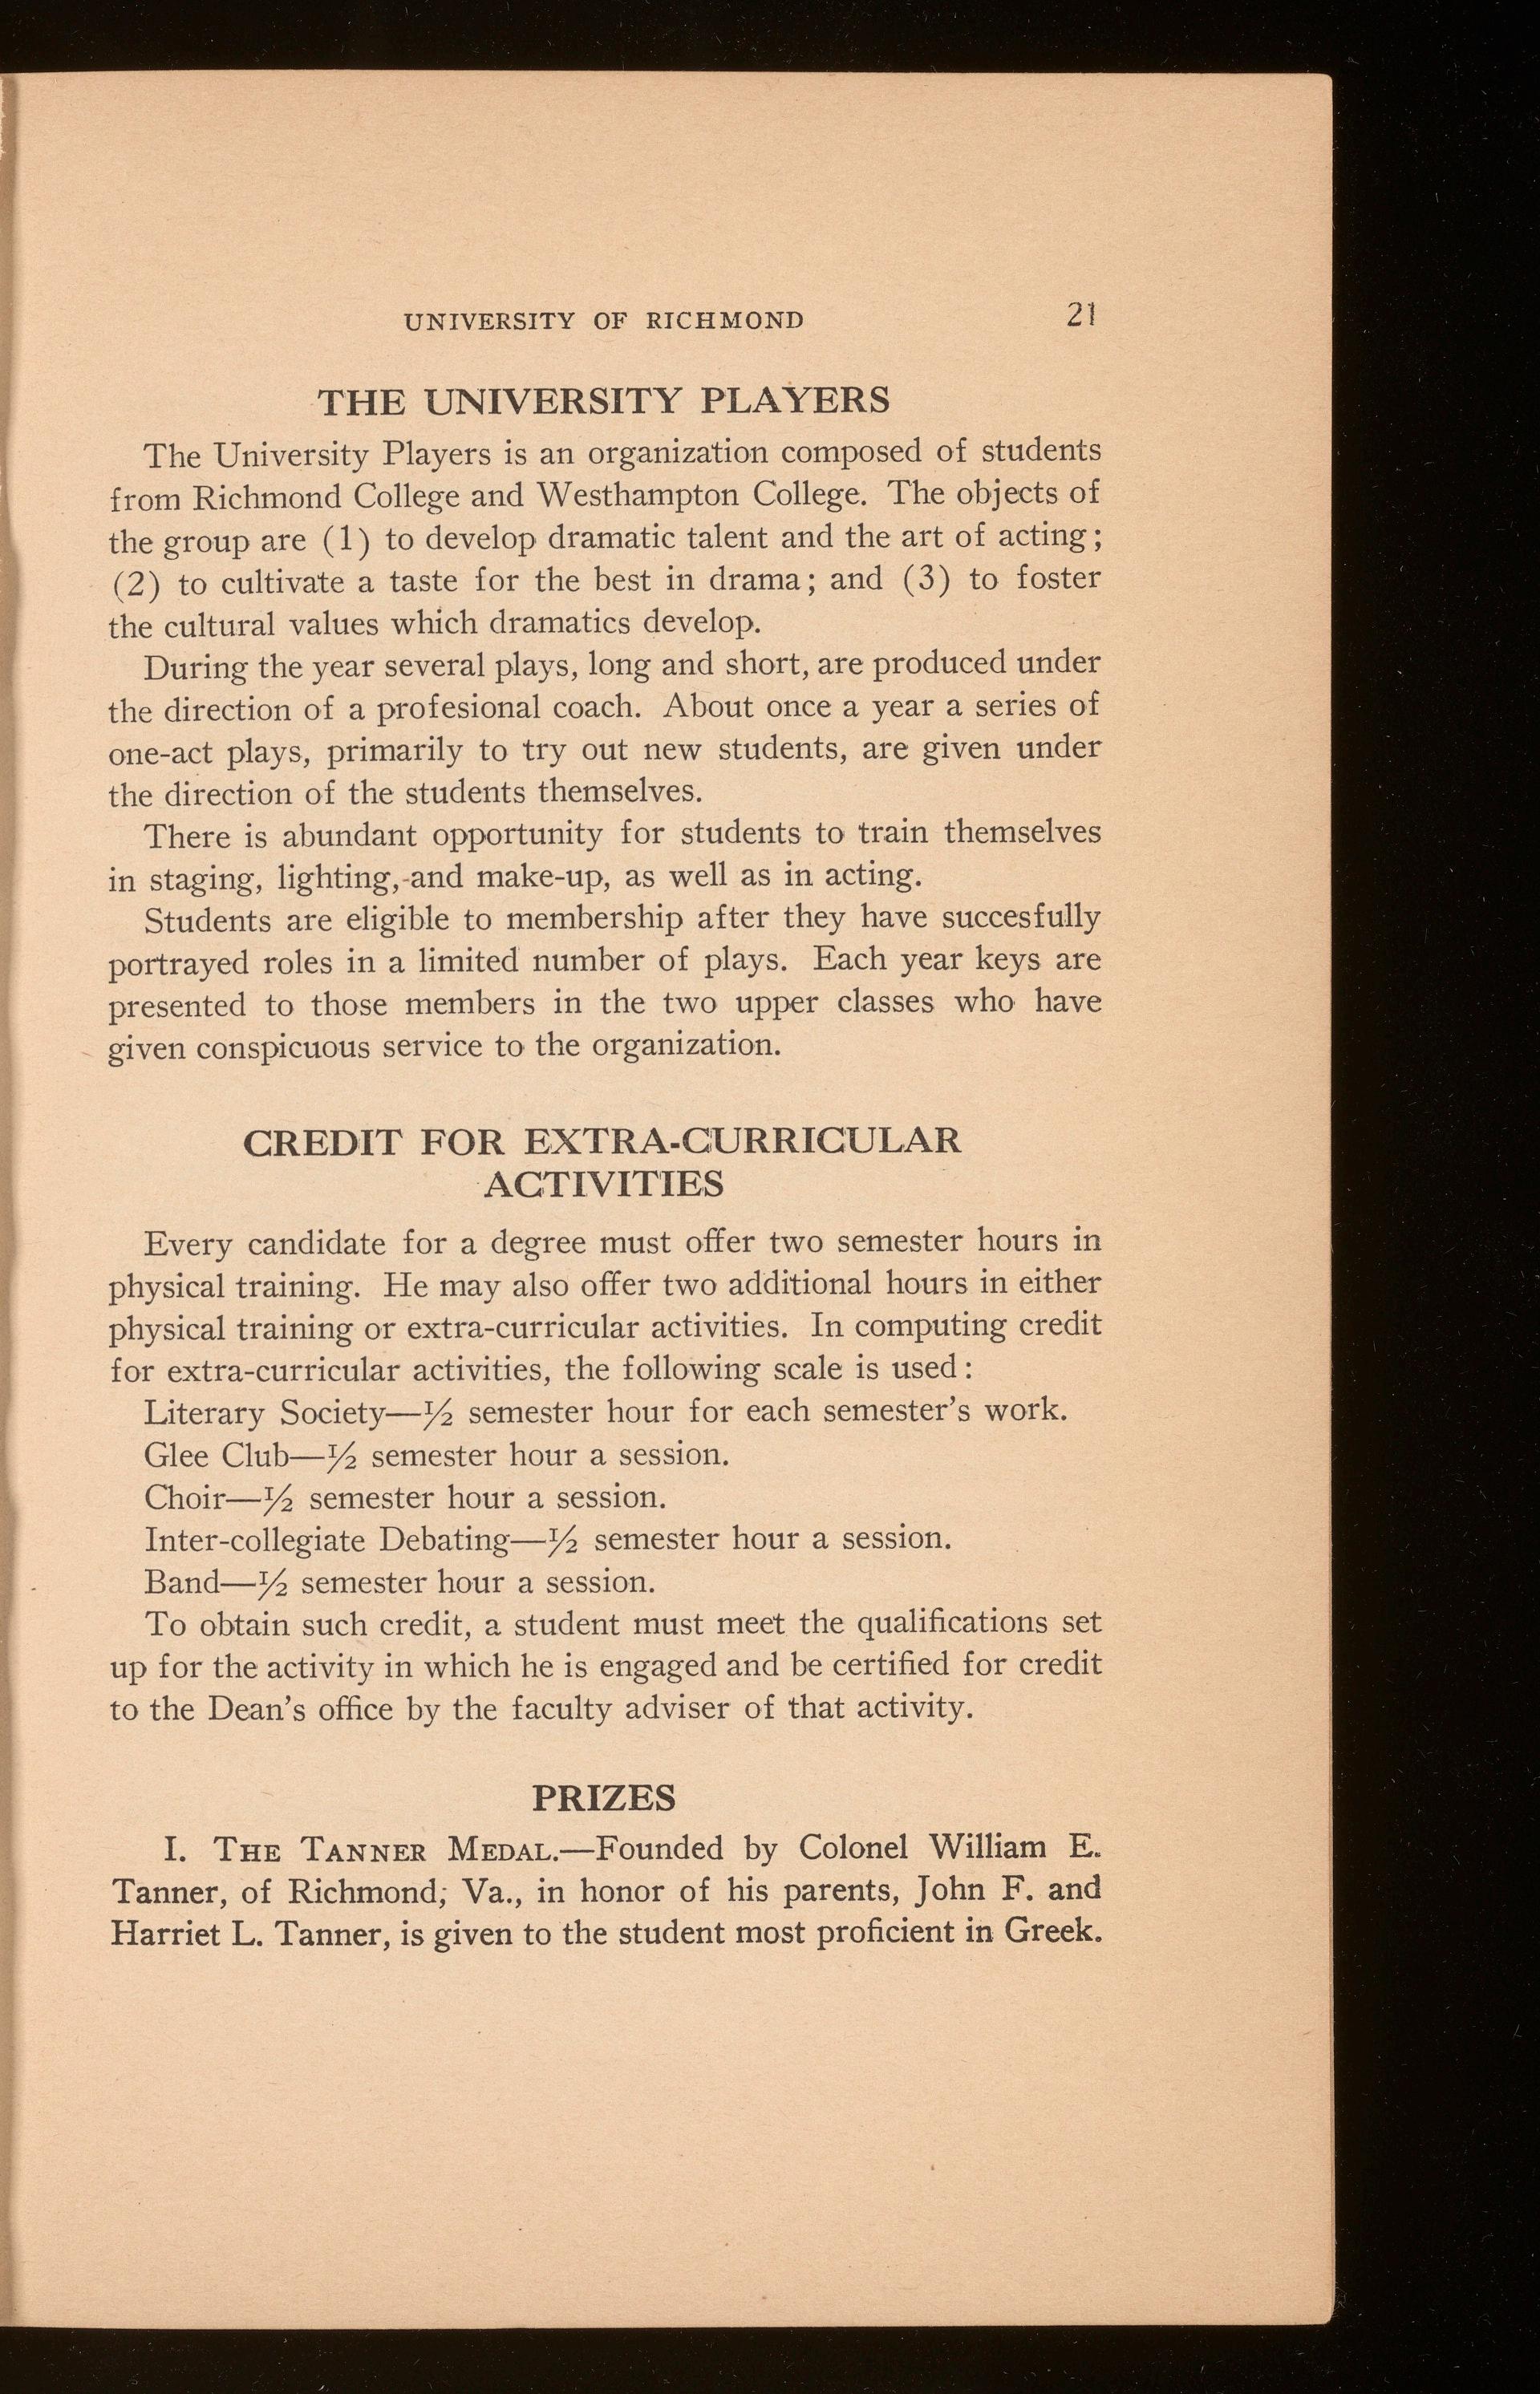 UNIVERSITY OF RICHMOND 21
THE UNIVERSITY PLAYERS
The University Players is an organization composed of students
from Richmond College and Westhampton College. The objects of
the group are (1) to develop dramatic talent and the art of acting;
(2) to cultivate a taste for the best in drama; and (3) to foster
the cultural values which dramatics develop.
During the year several plays, long and short, are produced under
the direction of a profesional coach. About once a year a series of
one-act plays, primarily to try out new students, are given under
the direction of the students themselves.
There is abundant opportunity for students to train themselves
in staging, lighting, and make-up, as well as in acting.
Students are eligible to membership after they have succesfully
portrayed roles in a limited number of plays. Each year keys are
presented to those members in the two upper classes who have
given conspicuous service to the organization.
CREDIT FOR EXTRA-CURRICULAR
ACTIVITIES
Every candidate for a degree must offer two semester hours in
physical training. He may also offer two additional hours in either
physical training or extra-curricular activities. In computing credit
for extra-curricular activities, the following scale is used:
Literary Society—½ semester hour for each semester's work.
Glee Club—½ semester hour a session.
Choir—½ semester hour a session.
Inter-collegiate Debating—½ semester hour a session.
Band—½ semester hour a session.
To obtain such credit, a student must meet the qualifications set
up for the activity in which he is engaged and be certified for credit
to the Dean's office by the faculty adviser of that activity.
PRIZES
I. THE TANNER MEDAL.—Founded by Colonel William E.
Tanner, of Richmond, Va., in honor of his parents, John F. and
Harriet L. Tanner, is given to the student most proficient in Greek.